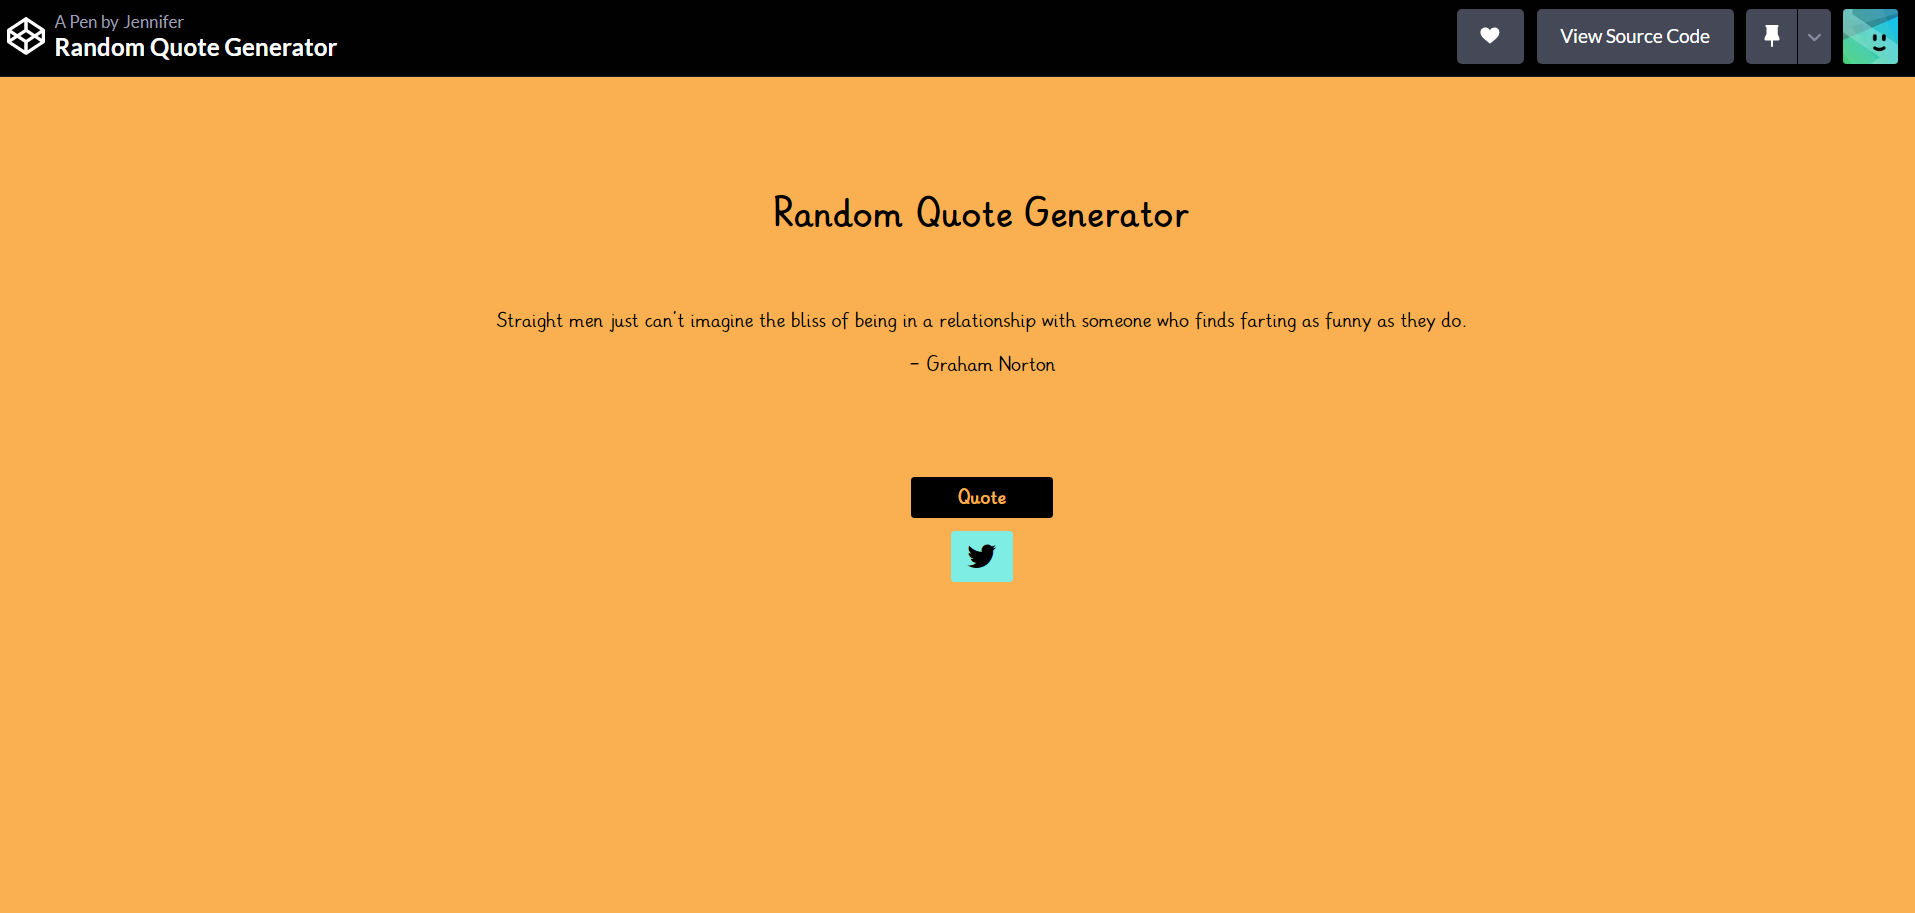 A Pen by Jennifer
Random Quote Generator
View Source Code
Random Quote Generator
Straight men just can't imagine the bliss of being in a relationship with someone who finds farting as funny as they do.
- Graham Norton
Quote